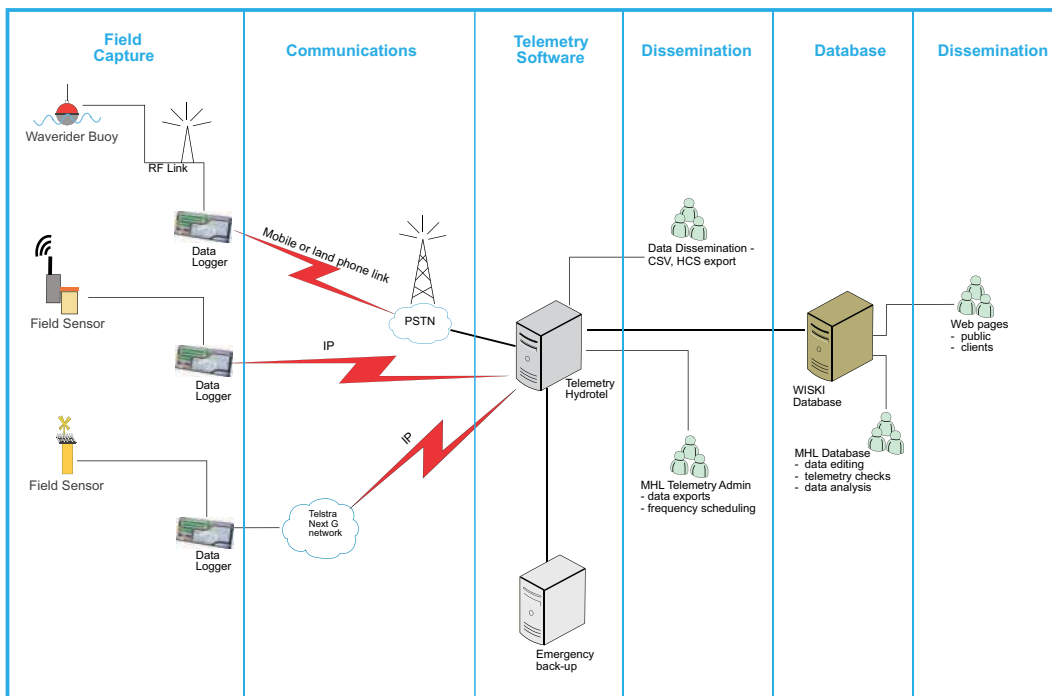 Field
Capture
Communications
Telemetry
Software
Dissemination
Database
Dissemination
Waverider Buoy
RF Link
Data
Logger
Mobile or land phone link
PSTN
Data Dissemination -
CSV, HCS export
Field Sensor
IP
Data
Logger
Telemetry
Hydrotel
WISKI
Database
Web pages
- public
- clients
Field Sensor
IP
Telstra
Next G
network
Data
Logger
MHL Telemetry Admin
- data exports
- frequency scheduling
MHL Database
- data editing
- telemetry checks
- data analysis
Emergency
back-up